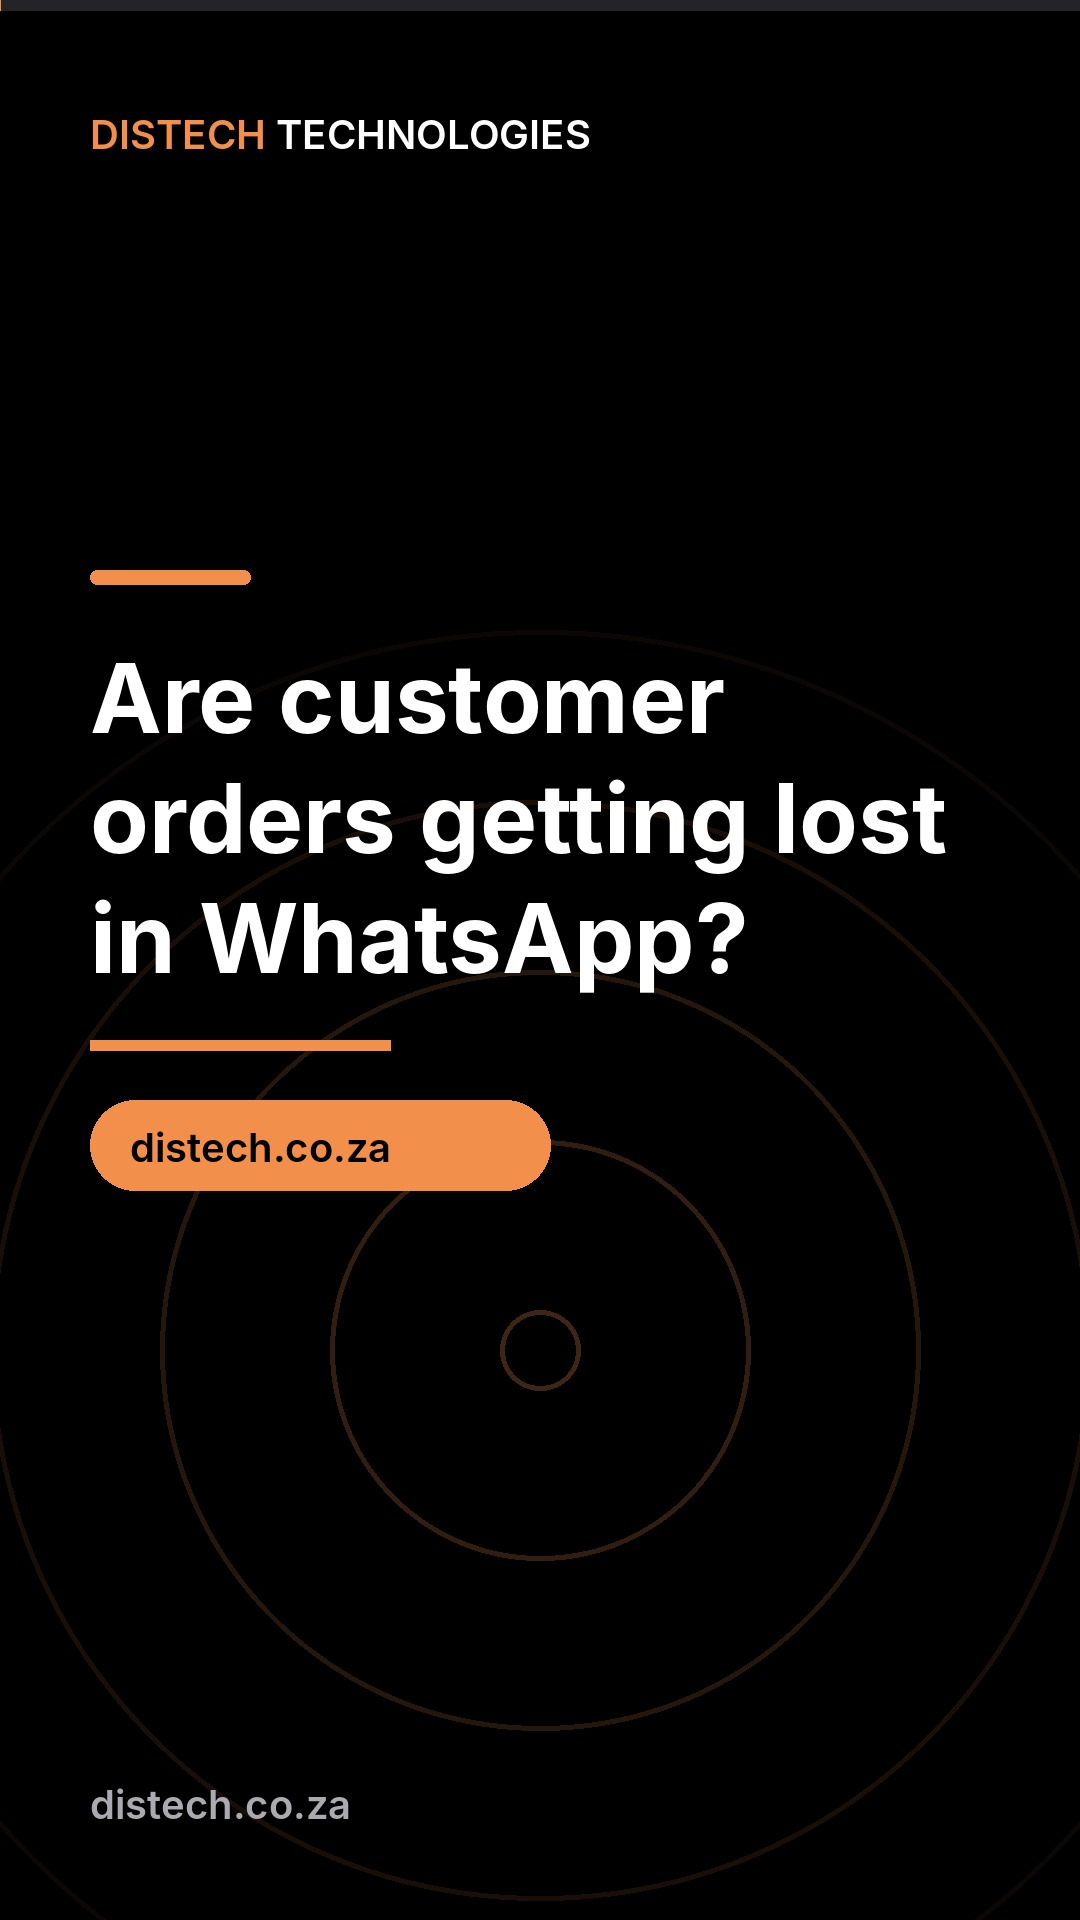 DISTECH TECHNOLOGIES
Are customer
orders getting lost
in WhatsApp?
distech.co.za
distech.co.za